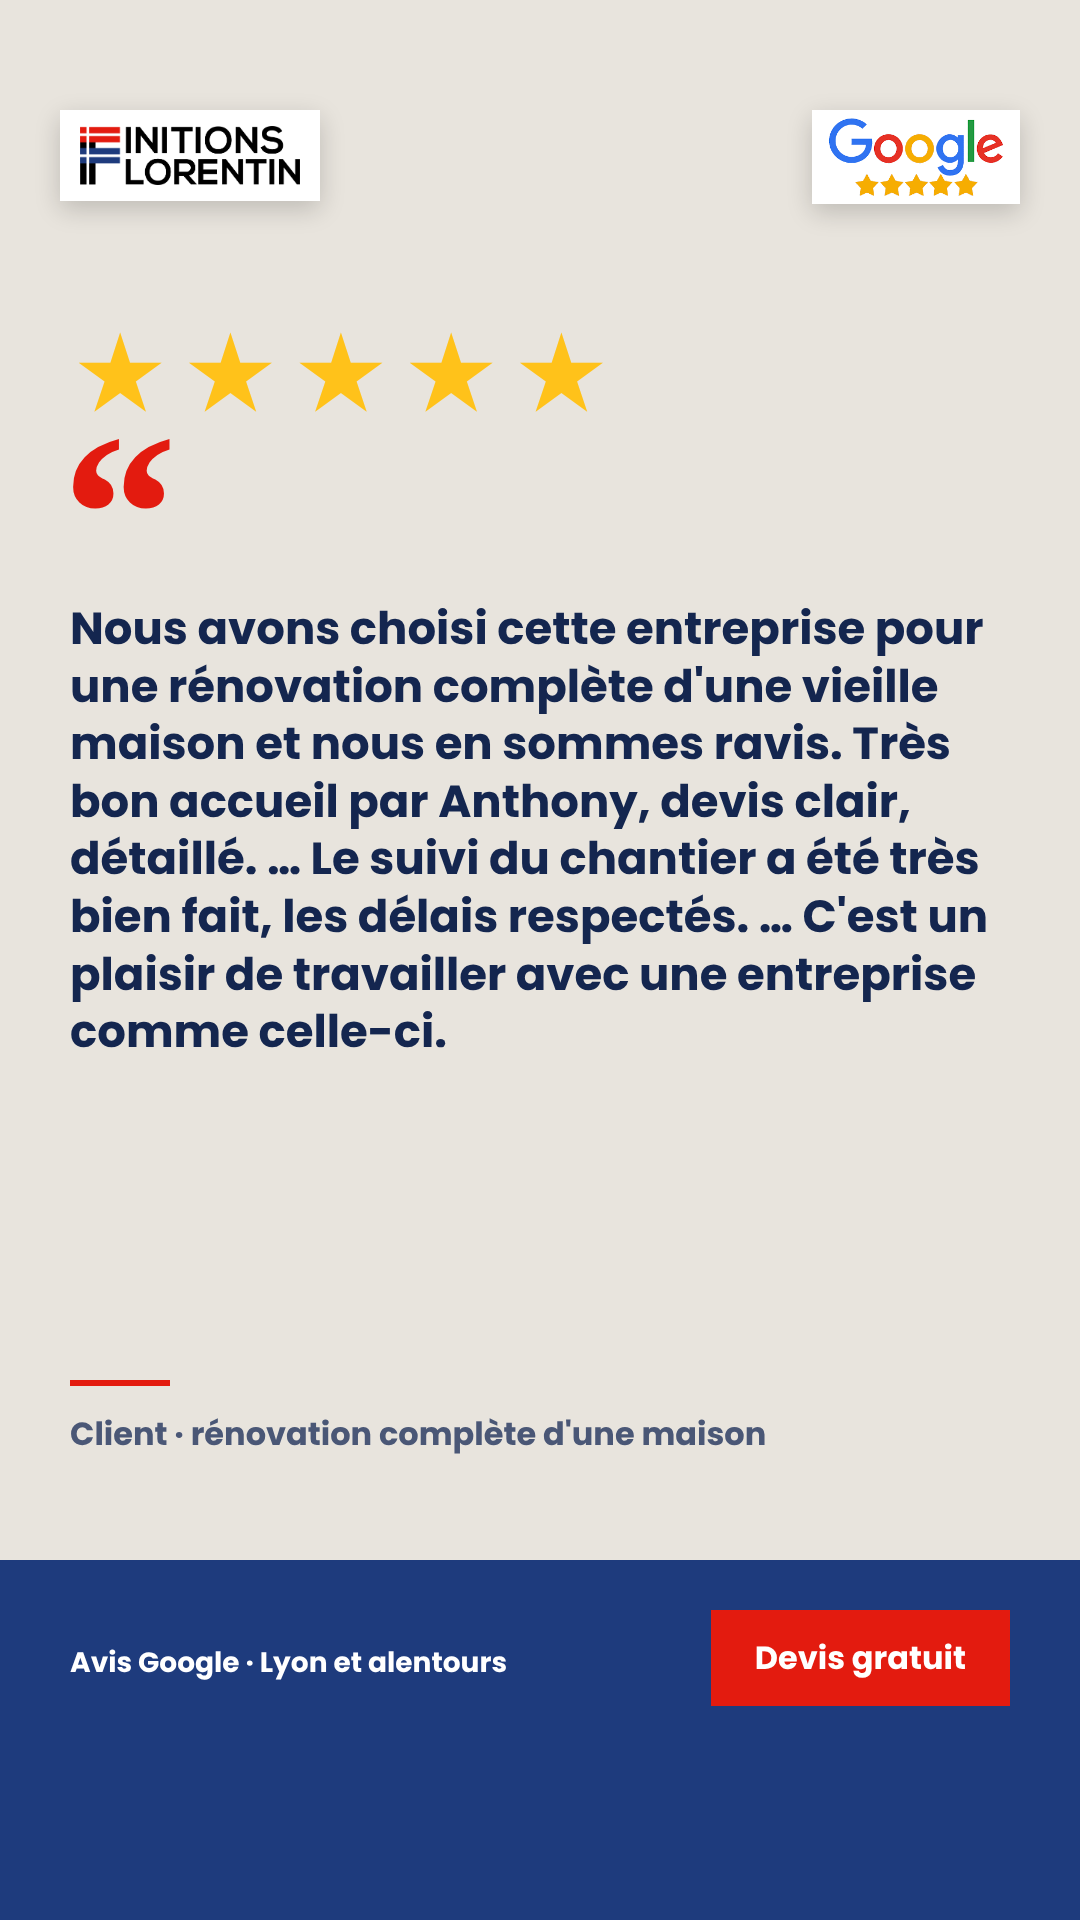 FINITIONS
FLORENTIN
Google
“
Nous avons choisi cette entreprise pour
une rénovation complète d'une vieille
maison et nous en sommes ravis. Très
bon accueil par Anthony, devis clair,
détaillé. ... Le suivi du chantier a été très
bien fait, les délais respectés. ... C'est un
plaisir de travailler avec une entreprise
comme celle-ci.
Client · rénovation complète d'une maison
Avis Google · Lyon et alentours
Devis gratuit